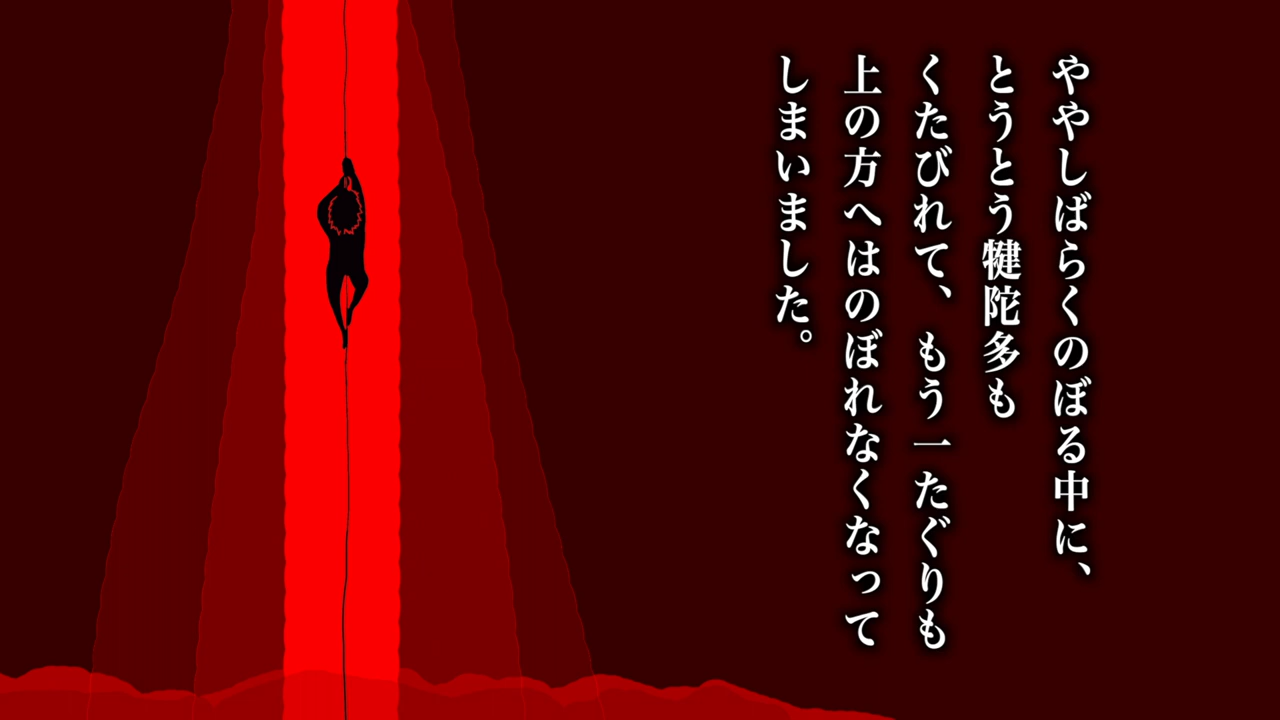 ややしばらくのぼる中に、
とうとう犍陀多も
くたびれて、もう一たぐりも
上の方へはのぼれなくなって
しまいました。